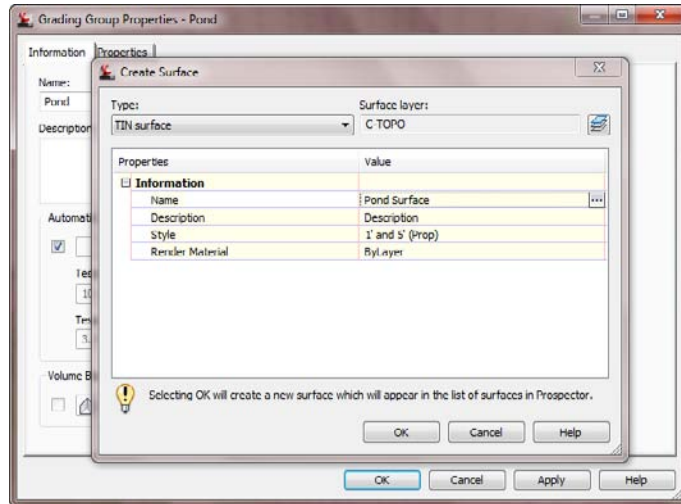 Grading Group Properties - Pond
Information Properties
Name:
Pond
Description
Create Surface
Type:
Surface layer:
TIN surface
C-TOPO
Properties Value
Information
Name Pond Surface
Description Description
Style 1' and 5' (Prop)
Render Material ByLayer
Selecting OK will create a new surface which will appear in the list of surfaces in Prospector.
OK Cancel Help
OK Cancel Apply Help